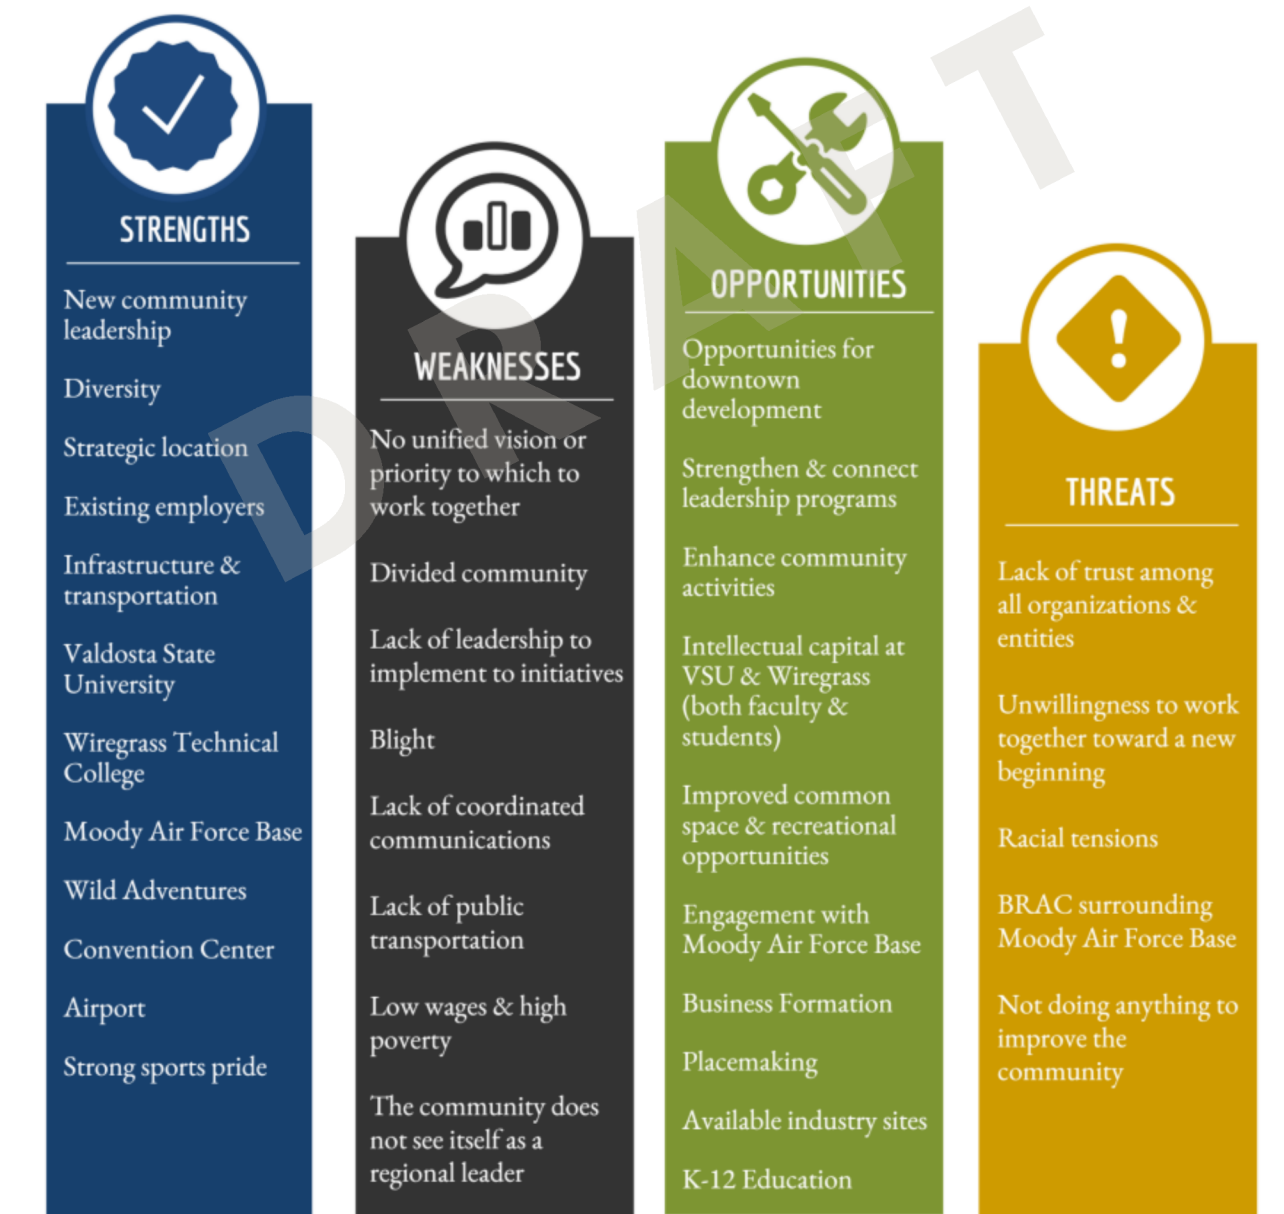 STRENGTHS
New community
leadership
Diversity
Strategic location
Existing employers
Infrastructure &
transportation
Valdosta State
University
Wiregrass Technical
College
Moody Air Force Base
Wild Adventures
Convention Center
Airport
Strong sports pride
WEAKNESSES
No unified vision or
priority to which to
work together
Divided community
Lack of leadership to
implement to initiatives
Blight
Lack of coordinated
communications
Lack of public
transportation
Low wages & high
poverty
The community does
not see itself as a
regional leader
OPPORTUNITIES
Opportunities for
downtown
development
Strengthen & connect
leadership programs
Enhance community
activities
Intellectual capital at
VSU & Wiregrass
(both faculty &
students)
Improved common
space & recreational
opportunities
Engagement with
Moody Air Force Base
Business Formation
Placemaking
Available industry sites
K-12 Education
THREATS
Lack of trust among
all organizations &
entities
Unwillingness to work
together toward a new
beginning
Racial tensions
BRAC surrounding
Moody Air Force Base
Not doing anything to
improve the
community
DRAFT